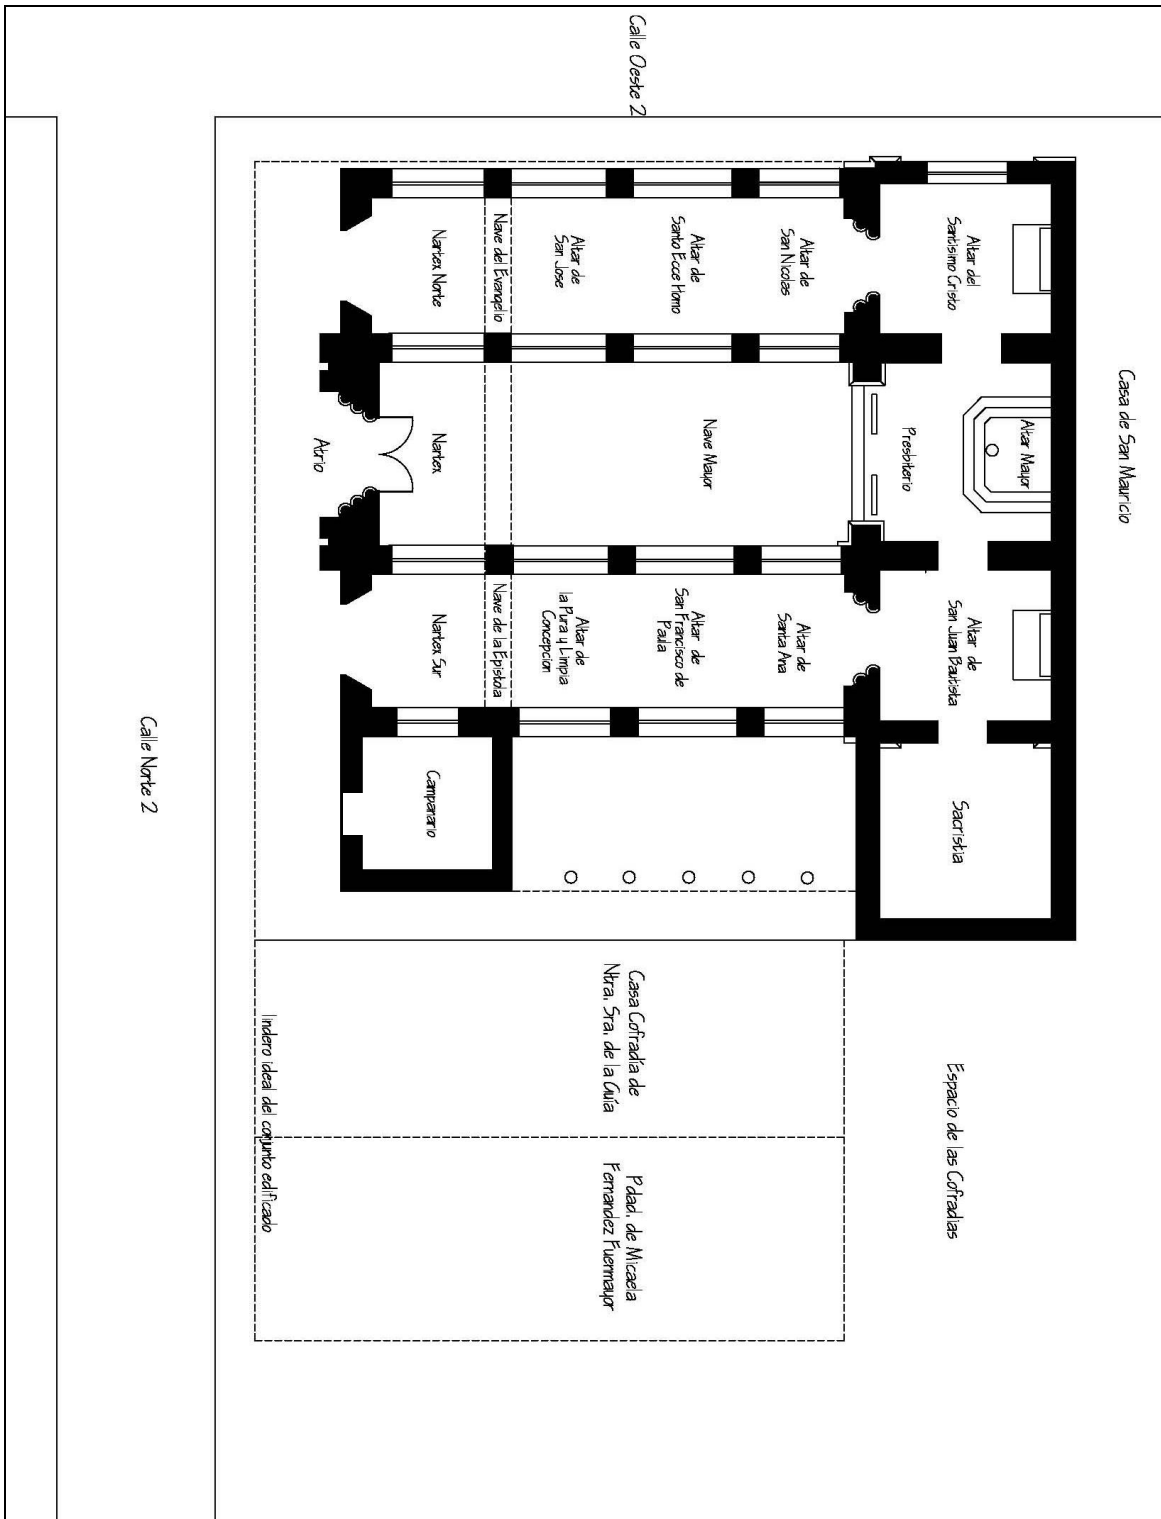 Calle Oeste 2
Casa de San Mauricio
Altar del
Santisimo Cristo
Altar Mayor
Presbiterio
Altar de
San Juan Bautista
Sacristia
Altar de
San Nicolas
Altar de
Santo Ecce Homo
Altar de
San Jose
Nave del Evangelio
Nartex Norte
Nave Mayor
Nartex
Atrio
Altar de
Santa Ana
Altar de
San Francisco de
Paula
Altar de
la Pura y Limpia
Concepcion
Nave de la Epistola
Nartex Sur
Campanario
Calle Norte 2
Casa Cofradía de
Ntra. Sra. de la Guía
Pdad. de Micaela
Fernandez Fuenmayor
Espacio de las Cofradias
lindero ideal del conjunto edificado